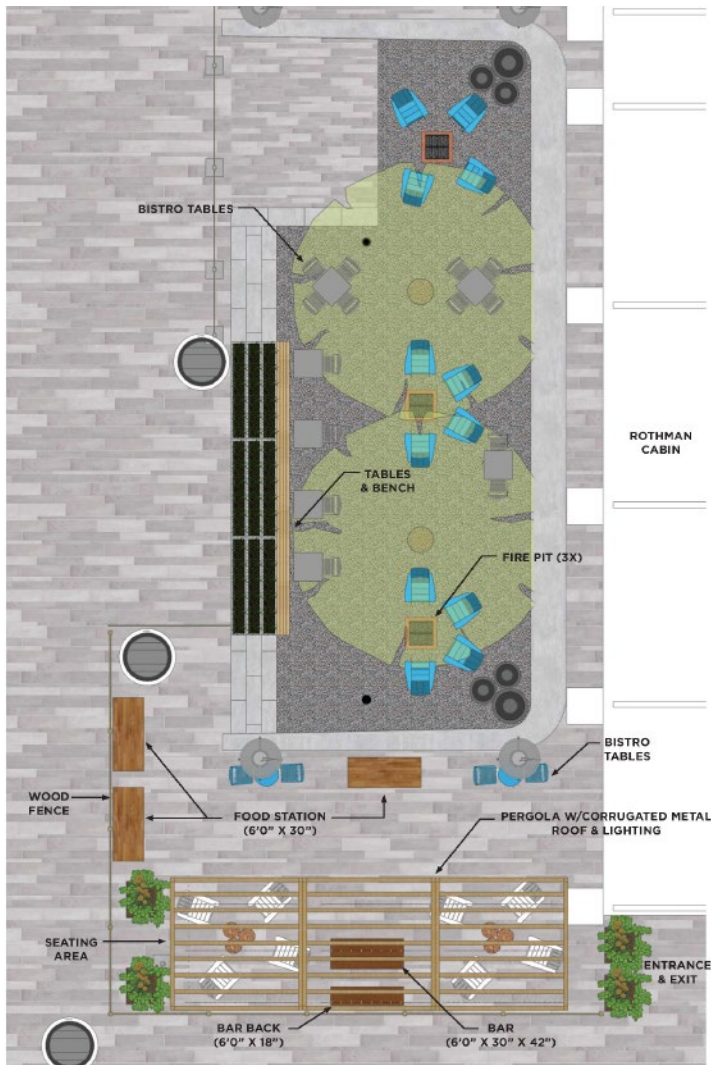 BISTRO TABLES
ROTHMAN
CABIN
TABLES
& BENCH
FIRE PIT (3X)
BISTRO
TABLES
WOOD
FENCE
FOOD STATION
(6'0" X 30")
PERGOLA W/CORRUGATED METAL
ROOF & LIGHTING
SEATING
AREA
ENTRANCE
& EXIT
BAR BACK
(6'0" X 18")
BAR
(6'0" X 30" X 42")